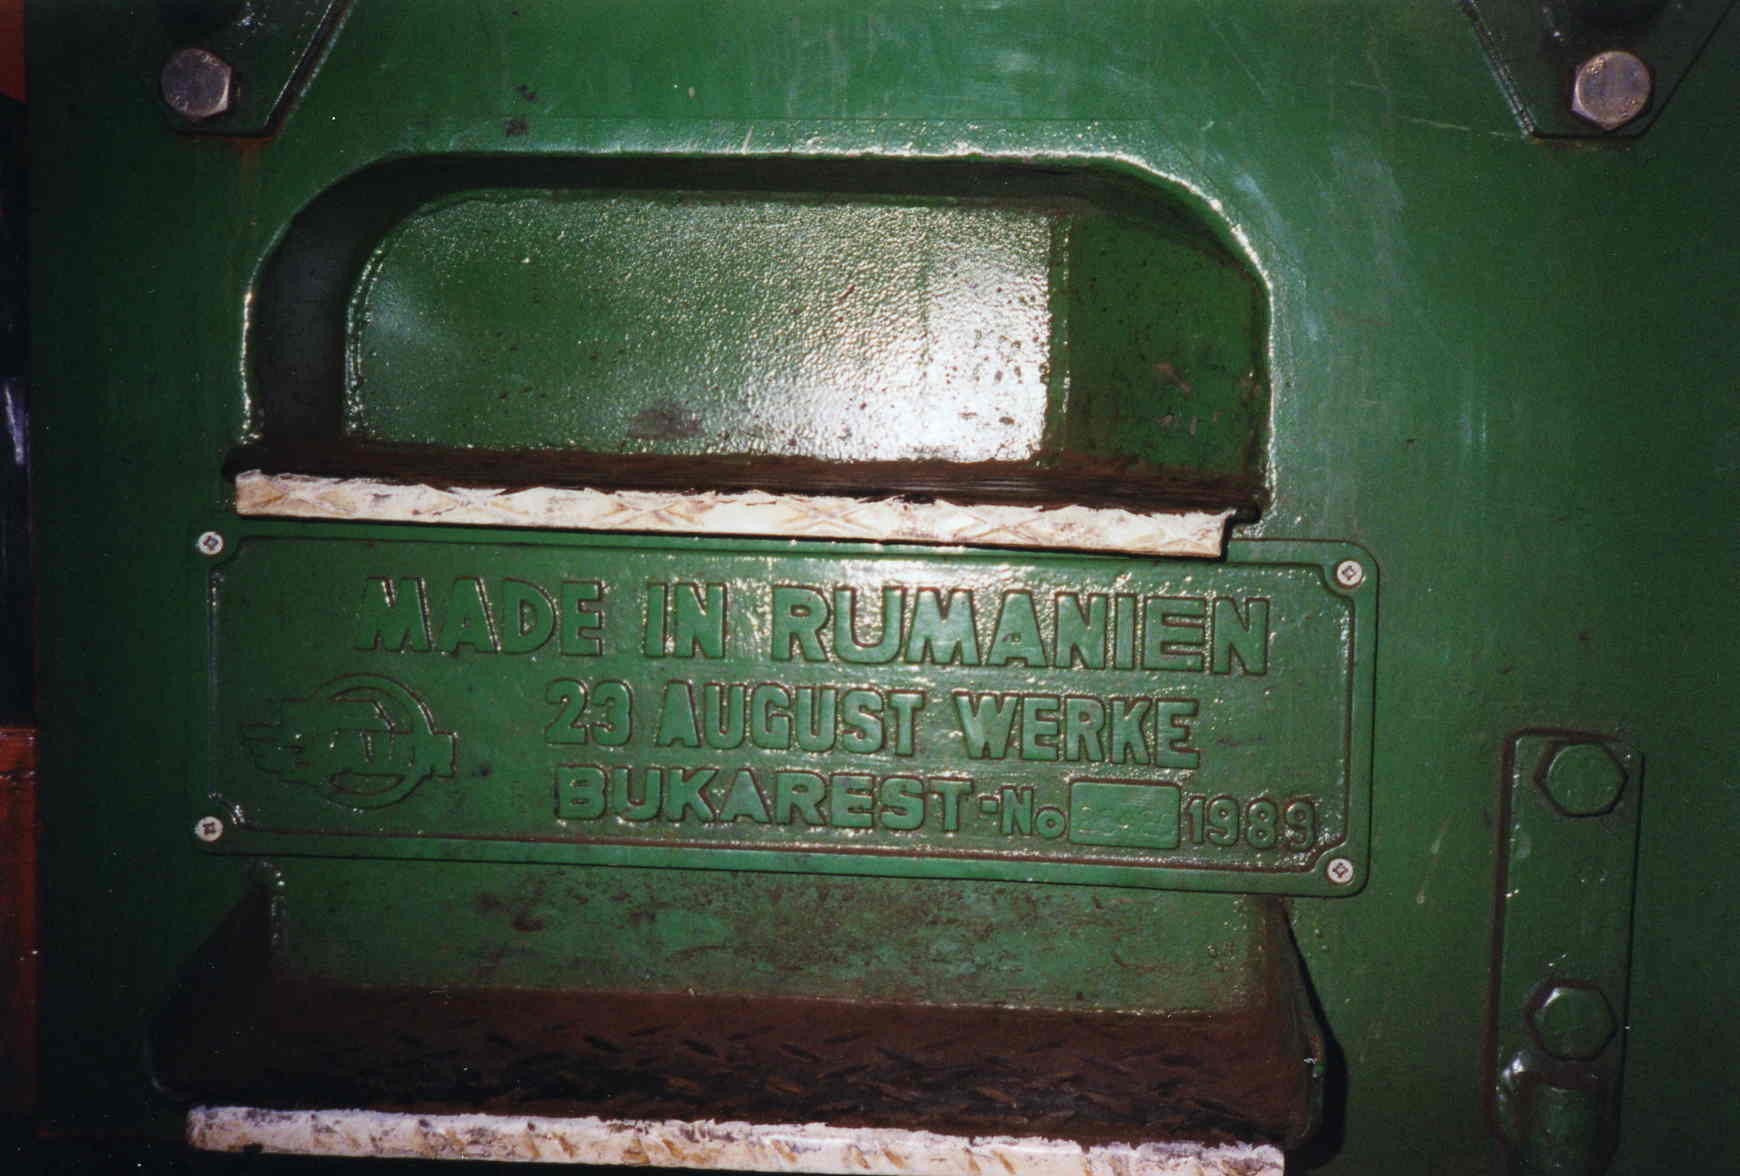 MADE IN RUMANIEN
23 AUGUST WERKE
BUKAREST-No 1989